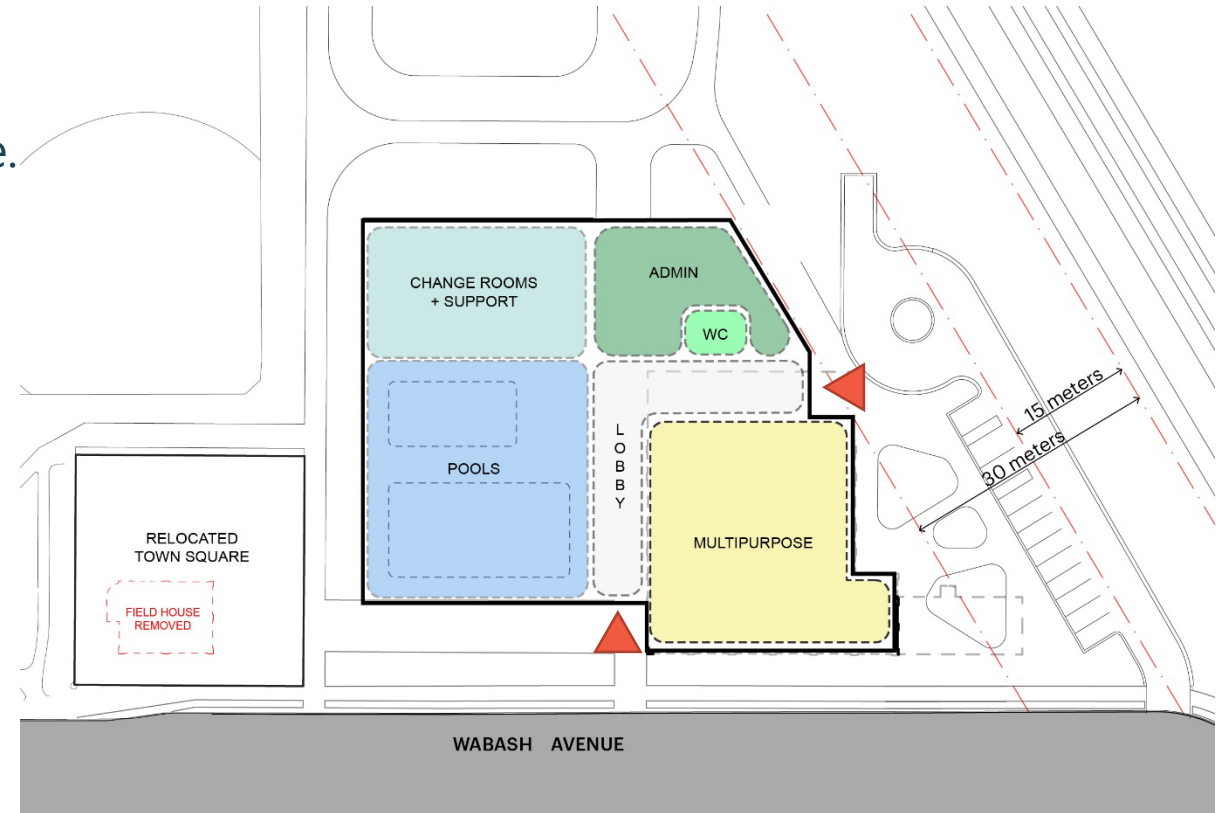 e.
CHANGE ROOMS
+ SUPPORT
ADMIN
WC
15 meters
30 meters
L
O
B
B
Y
POOLS
MULTIPURPOSE
RELOCATED
TOWN SQUARE
FIELD HOUSE
REMOVED
WABASH AVENUE